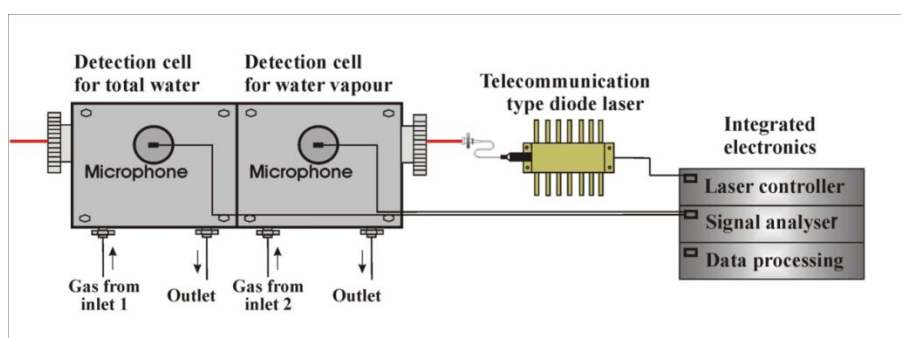 Detection cell
for total water
Detection cell
for water vapour
Telecommunication
type diode laser
Integrated
electronics
Microphone
Microphone
Laser controller
Signal analyser
Data processing
Gas from
inlet 1
Outlet
Gas from
inlet 2
Outlet